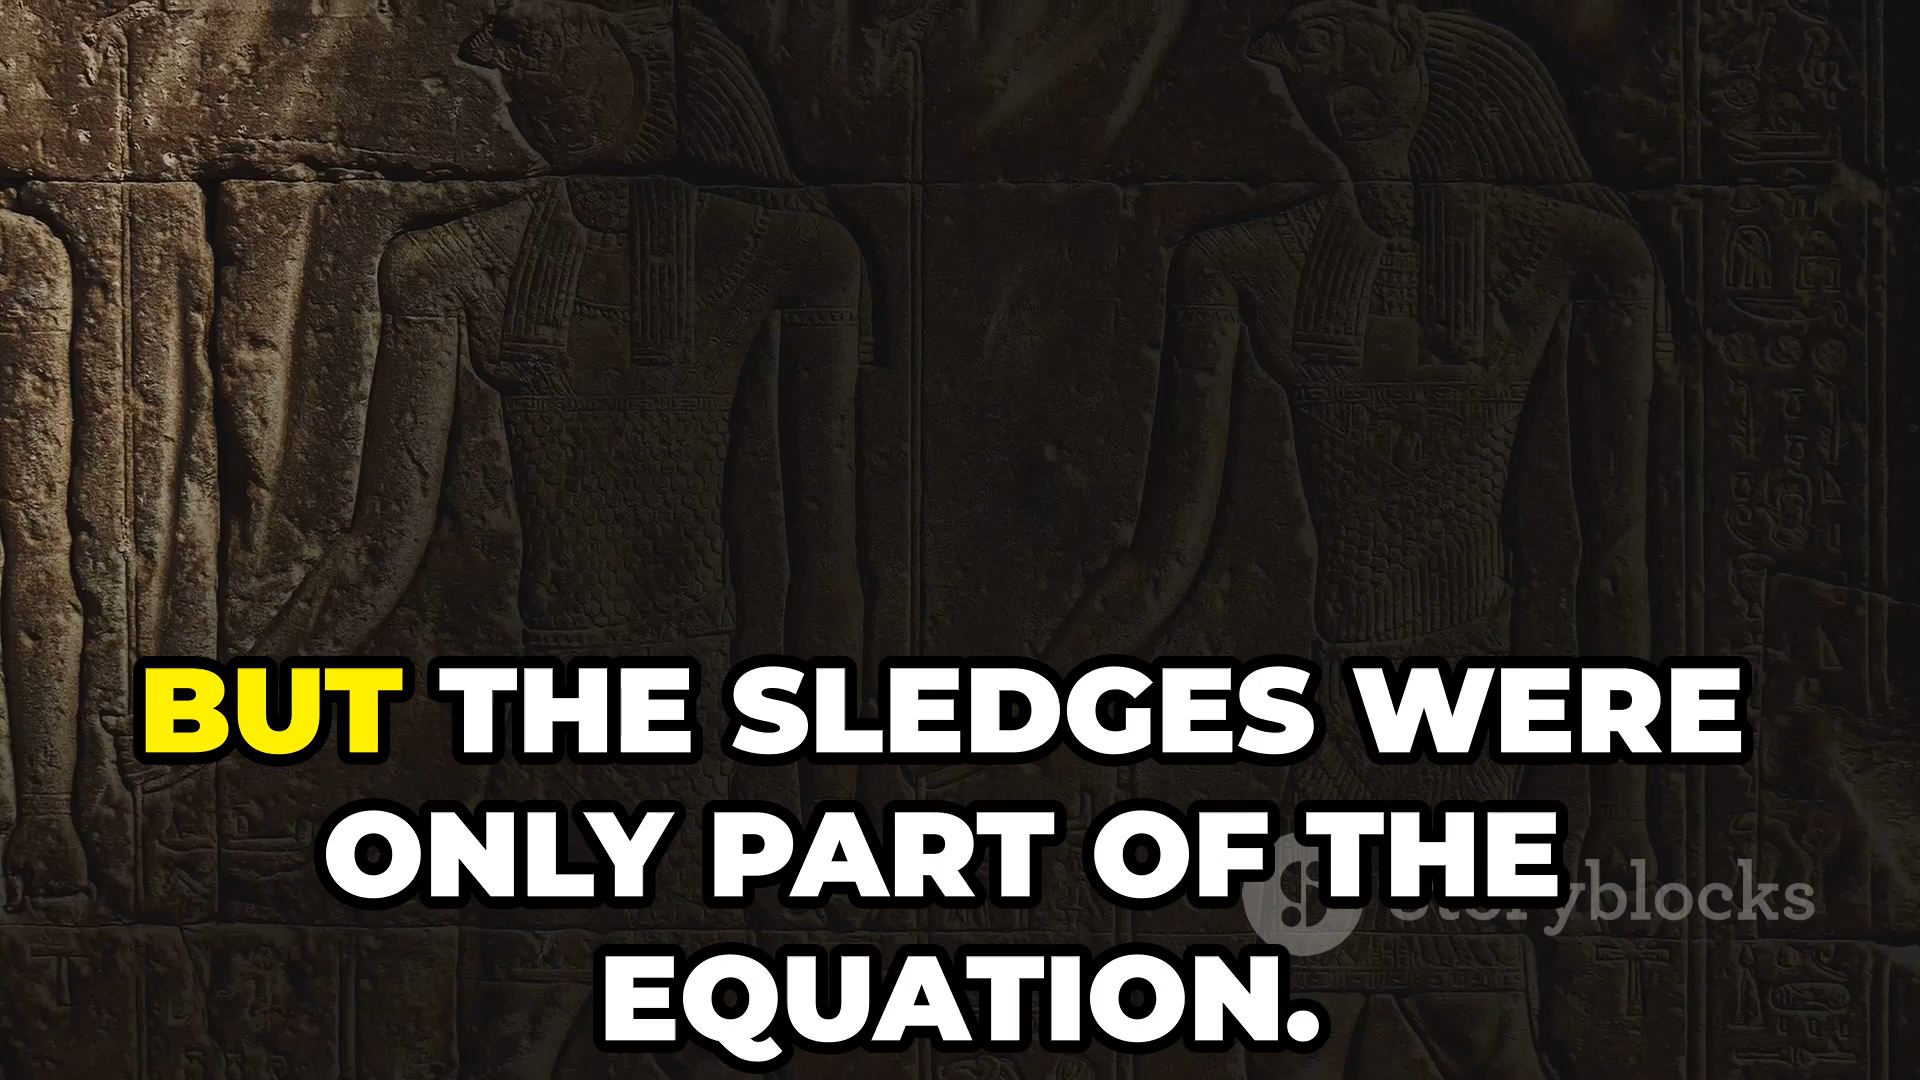 BUT THE SLEDGES WERE
ONLY PART OF THE
EQUATION.
Storyblocks